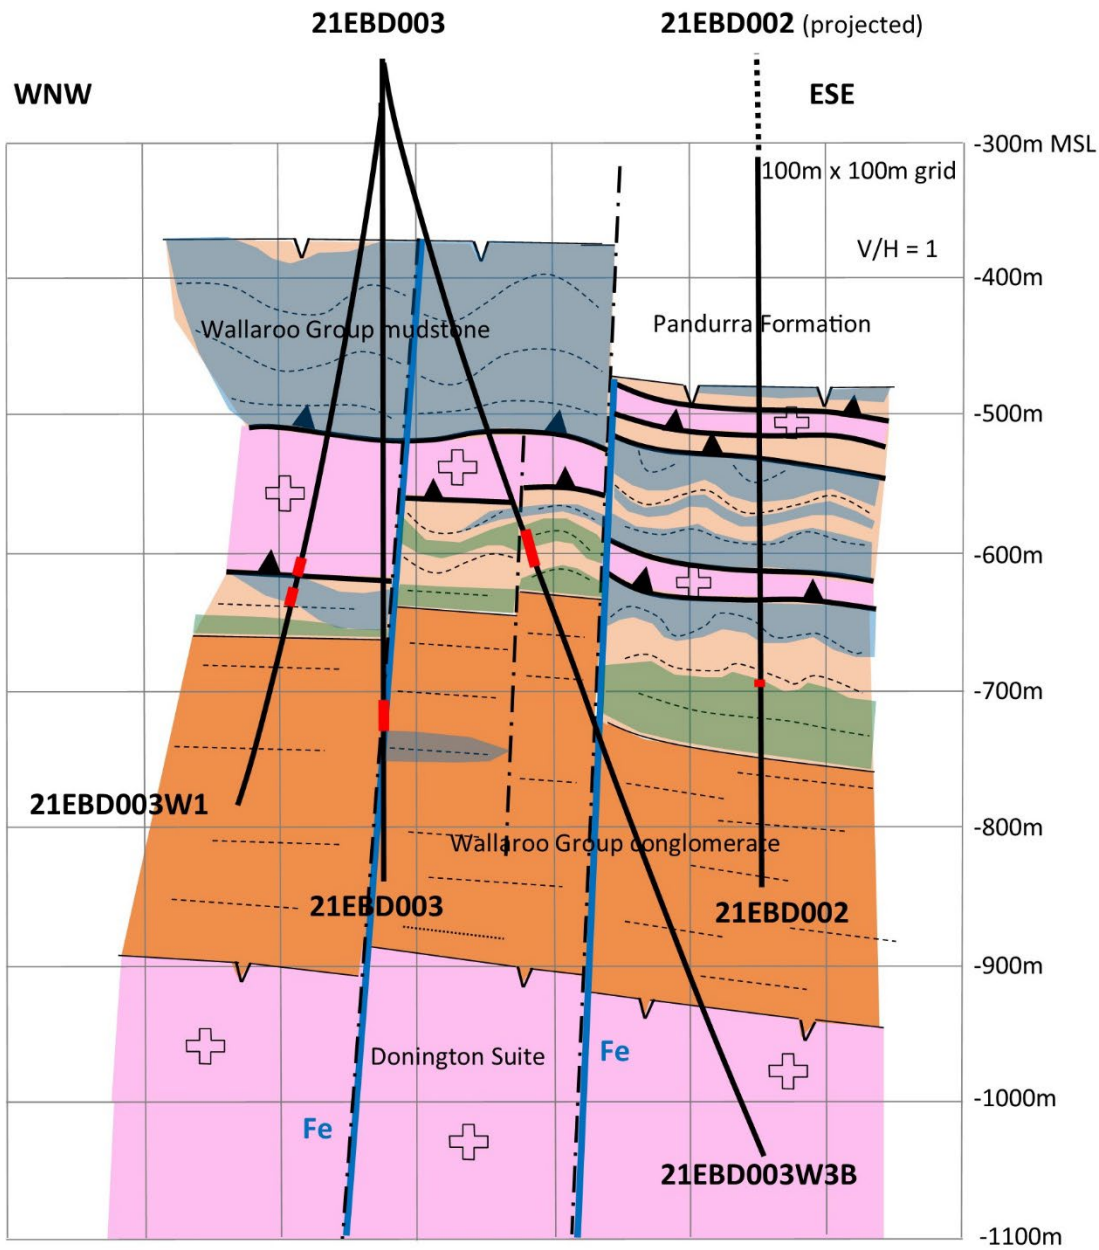 21EBD003
21EBD002 (projected)
WNW
ESE
-300m MSL
100m x 100m grid
V/H = 1
-400m
Wallaroo Group mudstone
Pandurra Formation
-500m
-600m
-700m
21EBD003W1
-800m
Wallaroo Group conglomerate
21EBD003
21EBD002
-900m
Donington Suite
Fe
-1000m
Fe
21EBD003W3B
-1100m